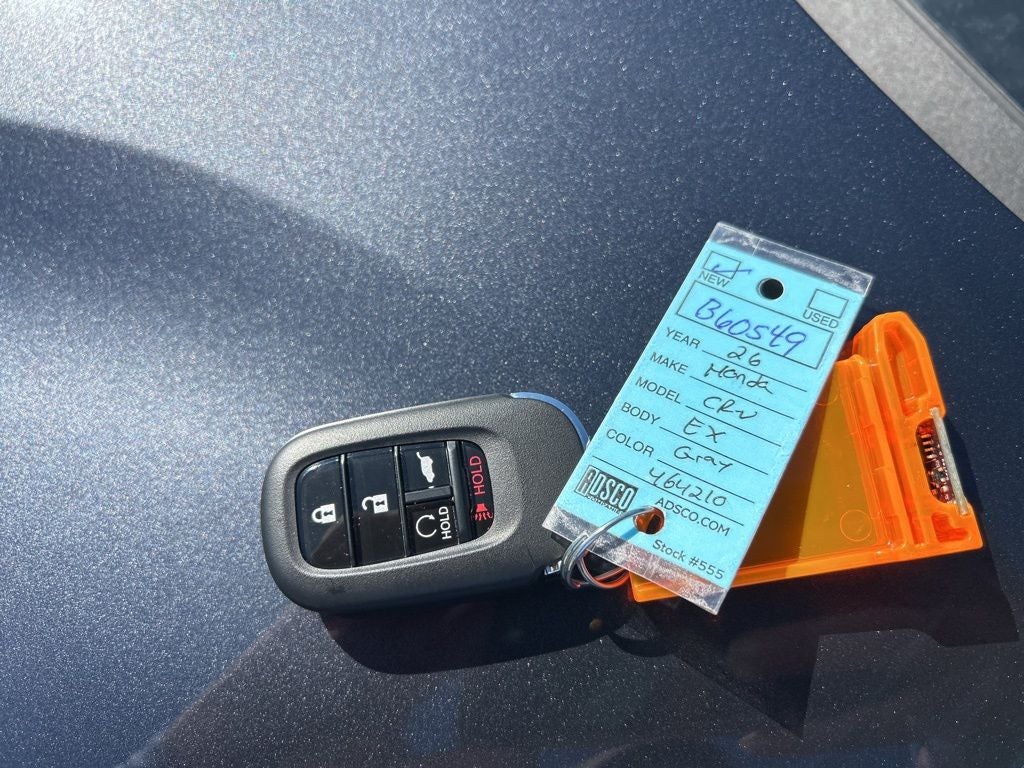 NEW
USED
B60549
YEAR 26
MAKE Honda
MODEL CRV
BODY EX
COLOR Gray
464210
ADSCO
COMPANIES
ADSCO.COM
Stock #555
HOLD
HOLD